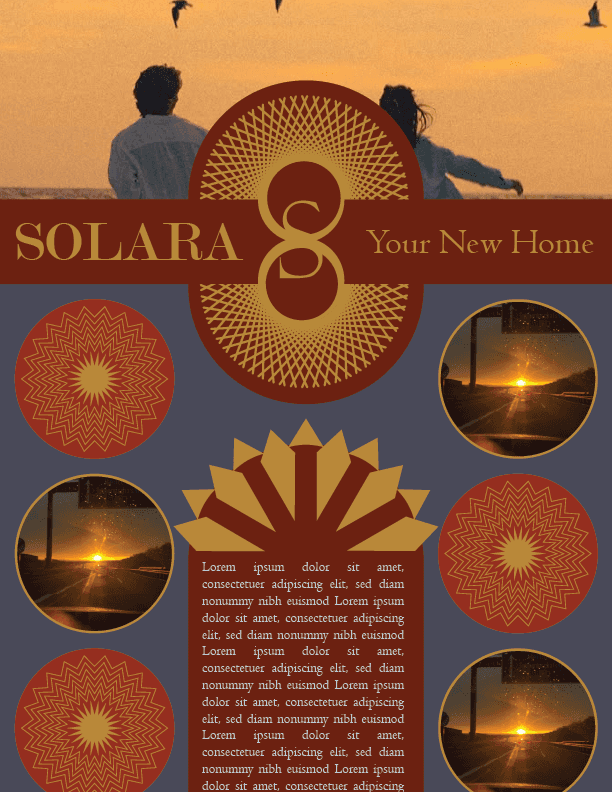 SOLARA
S
Your New Home
Lorem ipsum dolor sit amet,
consectetuer adipiscing elit, sed diam
nonummy nibh euismod Lorem ipsum
dolor sit amet, consectetuer adipiscing
elit, sed diam nonummy nibh euismod
Lorem ipsum dolor sit amet,
consectetuer adipiscing elit, sed diam
nonummy nibh euismod Lorem ipsum
dolor sit amet, consectetuer adipiscing
elit, sed diam nonummy nibh euismod
Lorem ipsum dolor sit amet,
consectetuer adipiscing elit, sed diam
nonummy nibh euismod Lorem ipsum
dolor sit amet, consectetuer adipiscing